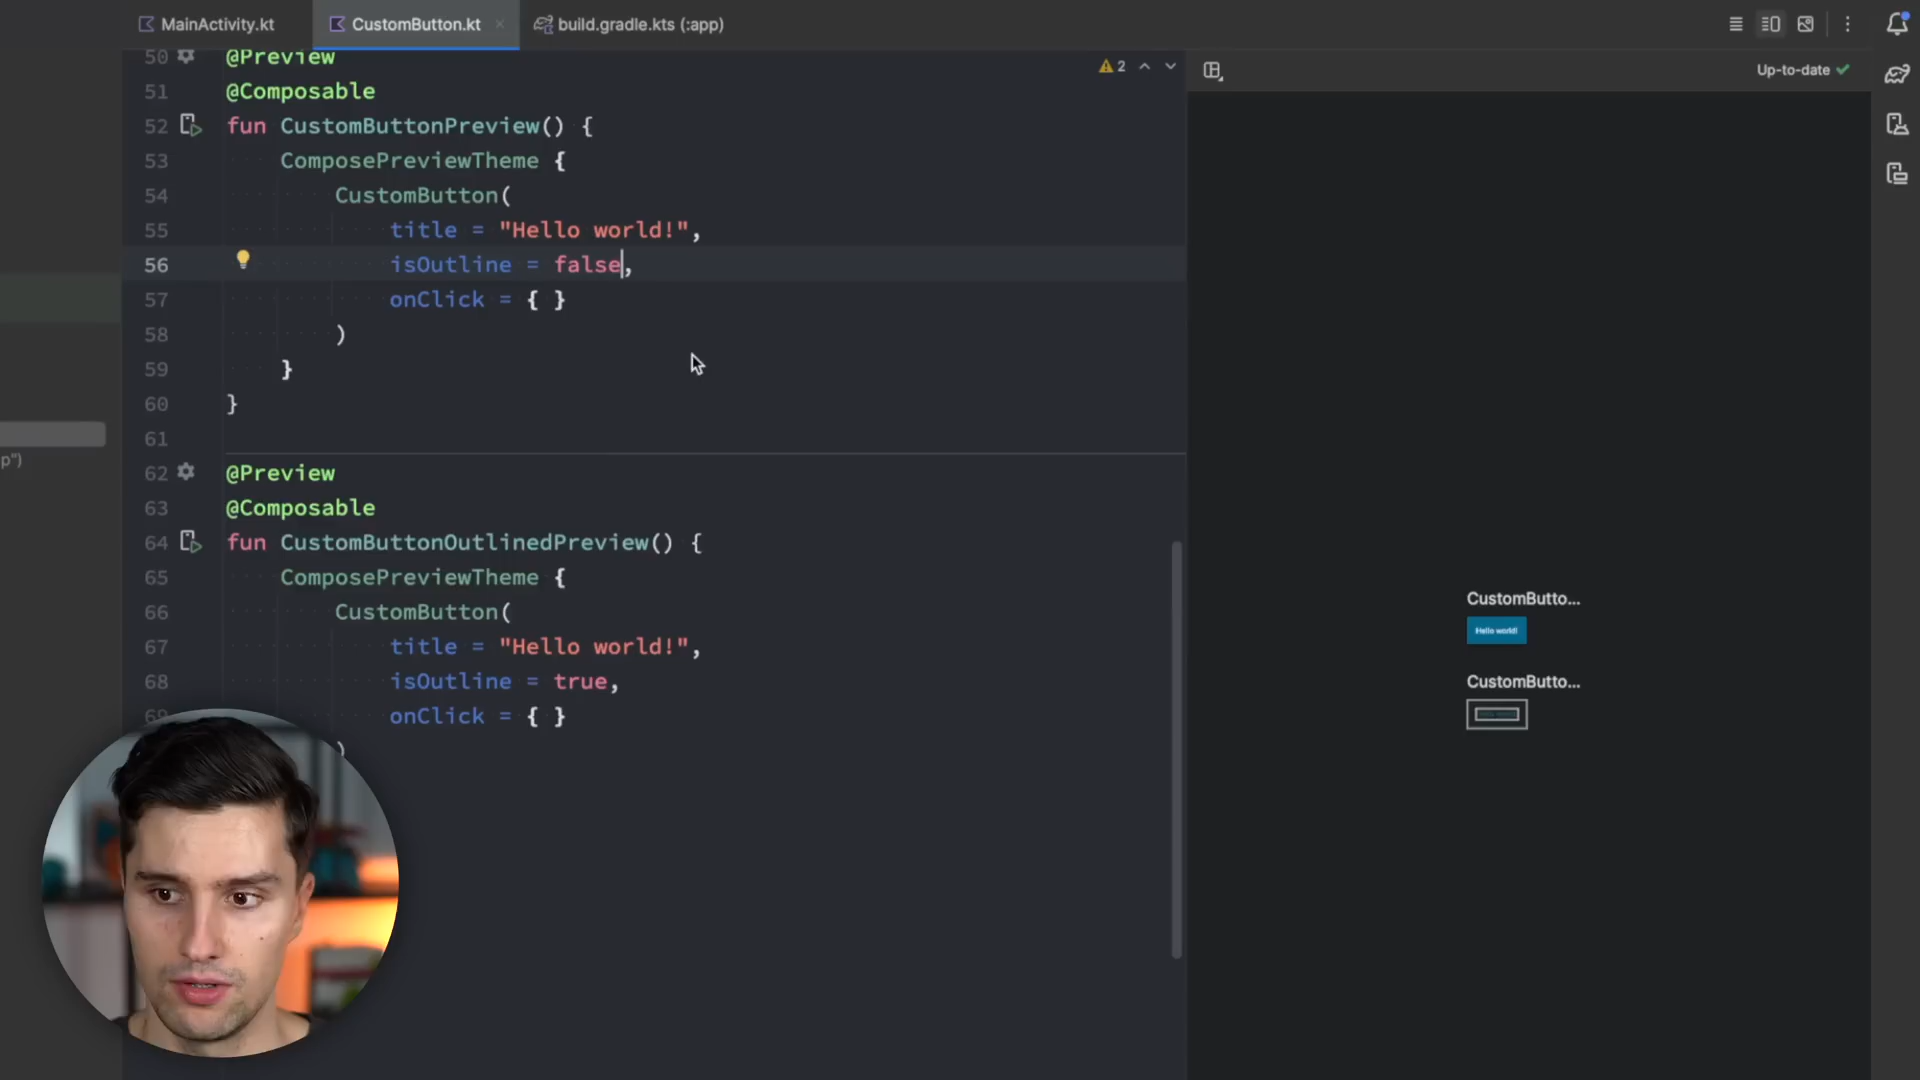 MainActivity.kt
CustomButton.kt
build.gradle.kts (:app)
50 @Preview
2
Up-to-date
51 @Composable
52 fun CustomButtonPreview() {
53 ComposePreviewTheme {
54 CustomButton(
55 title = "Hello world!",
56 isOutline = false,
57 onClick = { }
58 )
59 }
60 }
61
62 @Preview
63 @Composable
64 fun CustomButtonOutlinedPreview() {
65 ComposePreviewTheme {
66 CustomButton(
67 title = "Hello world!",
68 isOutline = true,
69 onClick = { }
)
p")
CustomButto...
Hello world!
CustomButto...